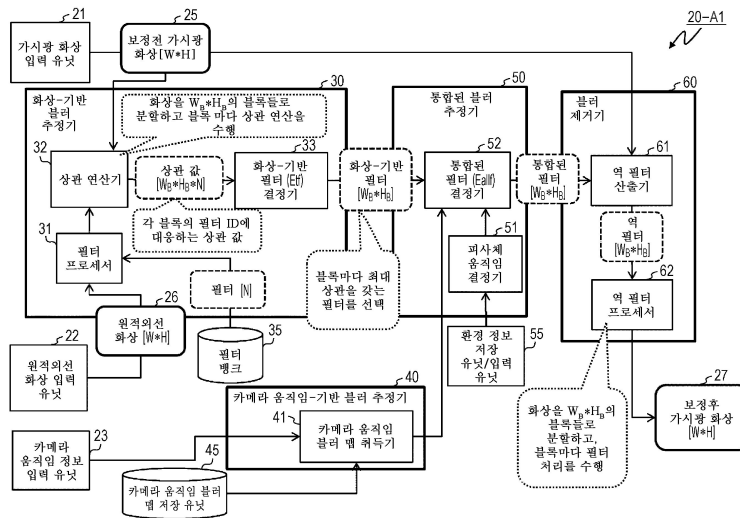 20-A1
21
가시광 화상
입력 유닛
25
보정전 가시광
화상[W*H]
30
화상-기반
블러
추정기
화상을 WB*HB의 블록들로
분할하고 블록 마다 상관 연산을
수행
32
상관 연산기
상관 값
[WB*HB*N]
33
화상-기반
필터 (Etf)
결정기
각 블록의 필터 ID에
대응하는 상관 값
31
필터
프로세서
필터 [N]
35
필터
뱅크
26
원적외선
화상 [W*H]
22
원적외선
화상 입력
유닛
화상-기반
필터
[WB*HB]
블록마다 최대
상관을 갖는
필터를 선택
50
통합된 블러
추정기
52
통합된
필터 (Eallf)
결정기
51
피사체
움직임
결정기
환경 정보
저장
유닛/입력
유닛
55
통합된 필터
[WB*HB]
60
블러
제거기
61
역 필터
산출기
역
필터
[WB*HB]
62
역 필터
프로세서
화상을 WB*HB의
블록들로
분할하고,
블록마다 필터
처리를 수행
27
보정후
가시광 화상
[W*H]
카메라 움직임-기반 블러 추정기
40
41
카메라 움직임
블러 맵 취득기
23
카메라
움직임 정보
입력 유닛
45
카메라 움직임 블러
맵 저장 유닛